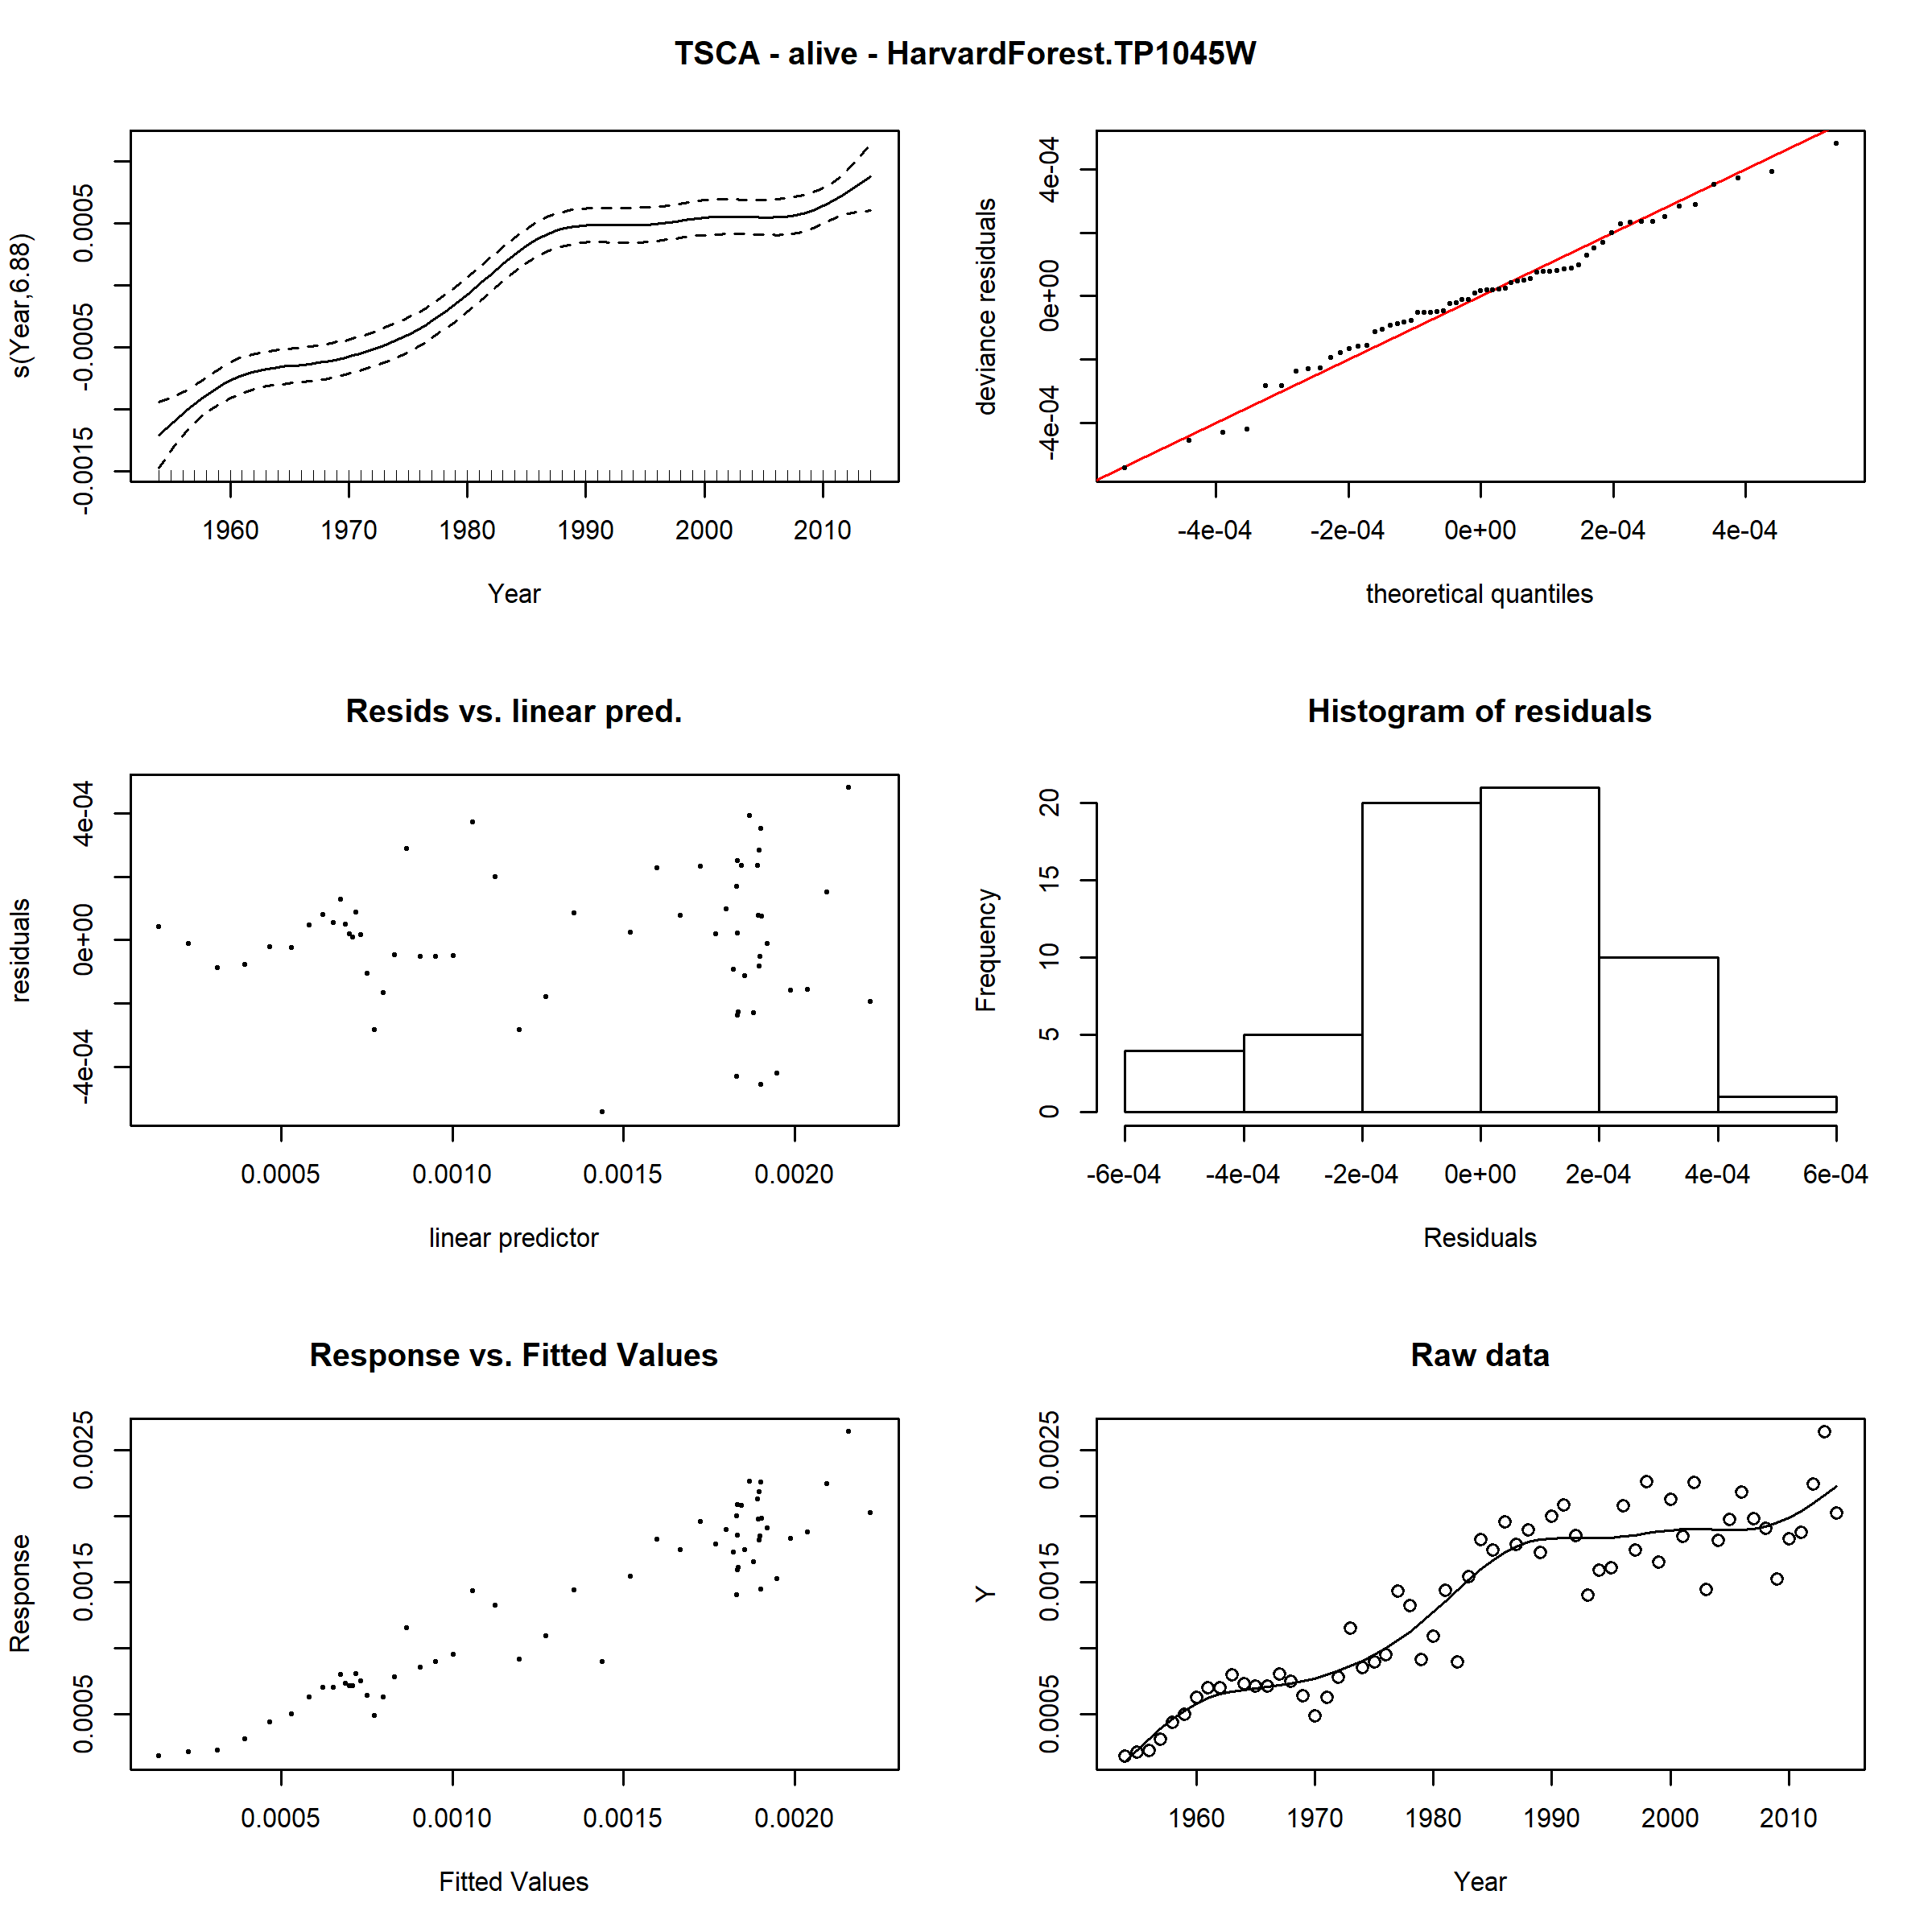 TSCA - alive - HarvardForest.TP1045W
s(Year,6.88)
-0.0015 -0.0005 0.0005
1960 1970 1980 1990 2000 2010
Year
deviance residuals
-4e-04 0e+00 4e-04
-4e-04 -2e-04 0e+00 2e-04 4e-04
theoretical quantiles
Resids vs. linear pred.
residuals
-4e-04 0e+00 4e-04
0.0005 0.0010 0.0015 0.0020
linear predictor
Histogram of residuals
Frequency
0 5 10 15 20
-6e-04 -4e-04 -2e-04 0e+00 2e-04 4e-04 6e-04
Residuals
Response vs. Fitted Values
Response
0.0005 0.0015 0.0025
0.0005 0.0010 0.0015 0.0020
Fitted Values
Raw data
Y
0.0005 0.0015 0.0025
1960 1970 1980 1990 2000 2010
Year